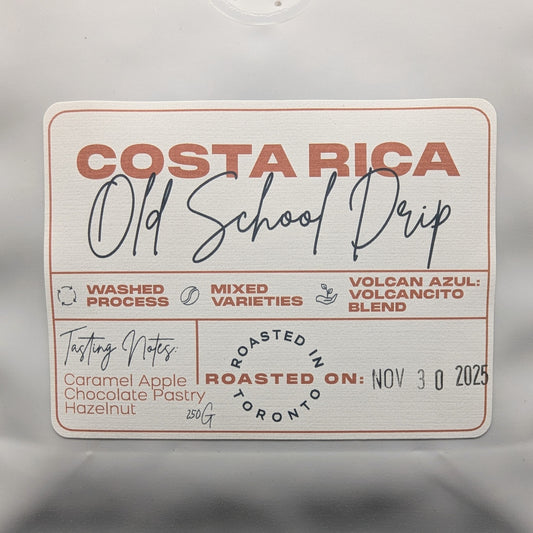 COSTA RICA
Old School Drip
WASHED
PROCESS
MIXED
VARIETIES
VOLCAN AZUL:
VOLCANCITO
BLEND
Tasting Notes:
Caramel Apple
Chocolate Pastry
Hazelnut
250G
ROASTED IN
TORONTO
ROASTED ON: NOV 30 2025